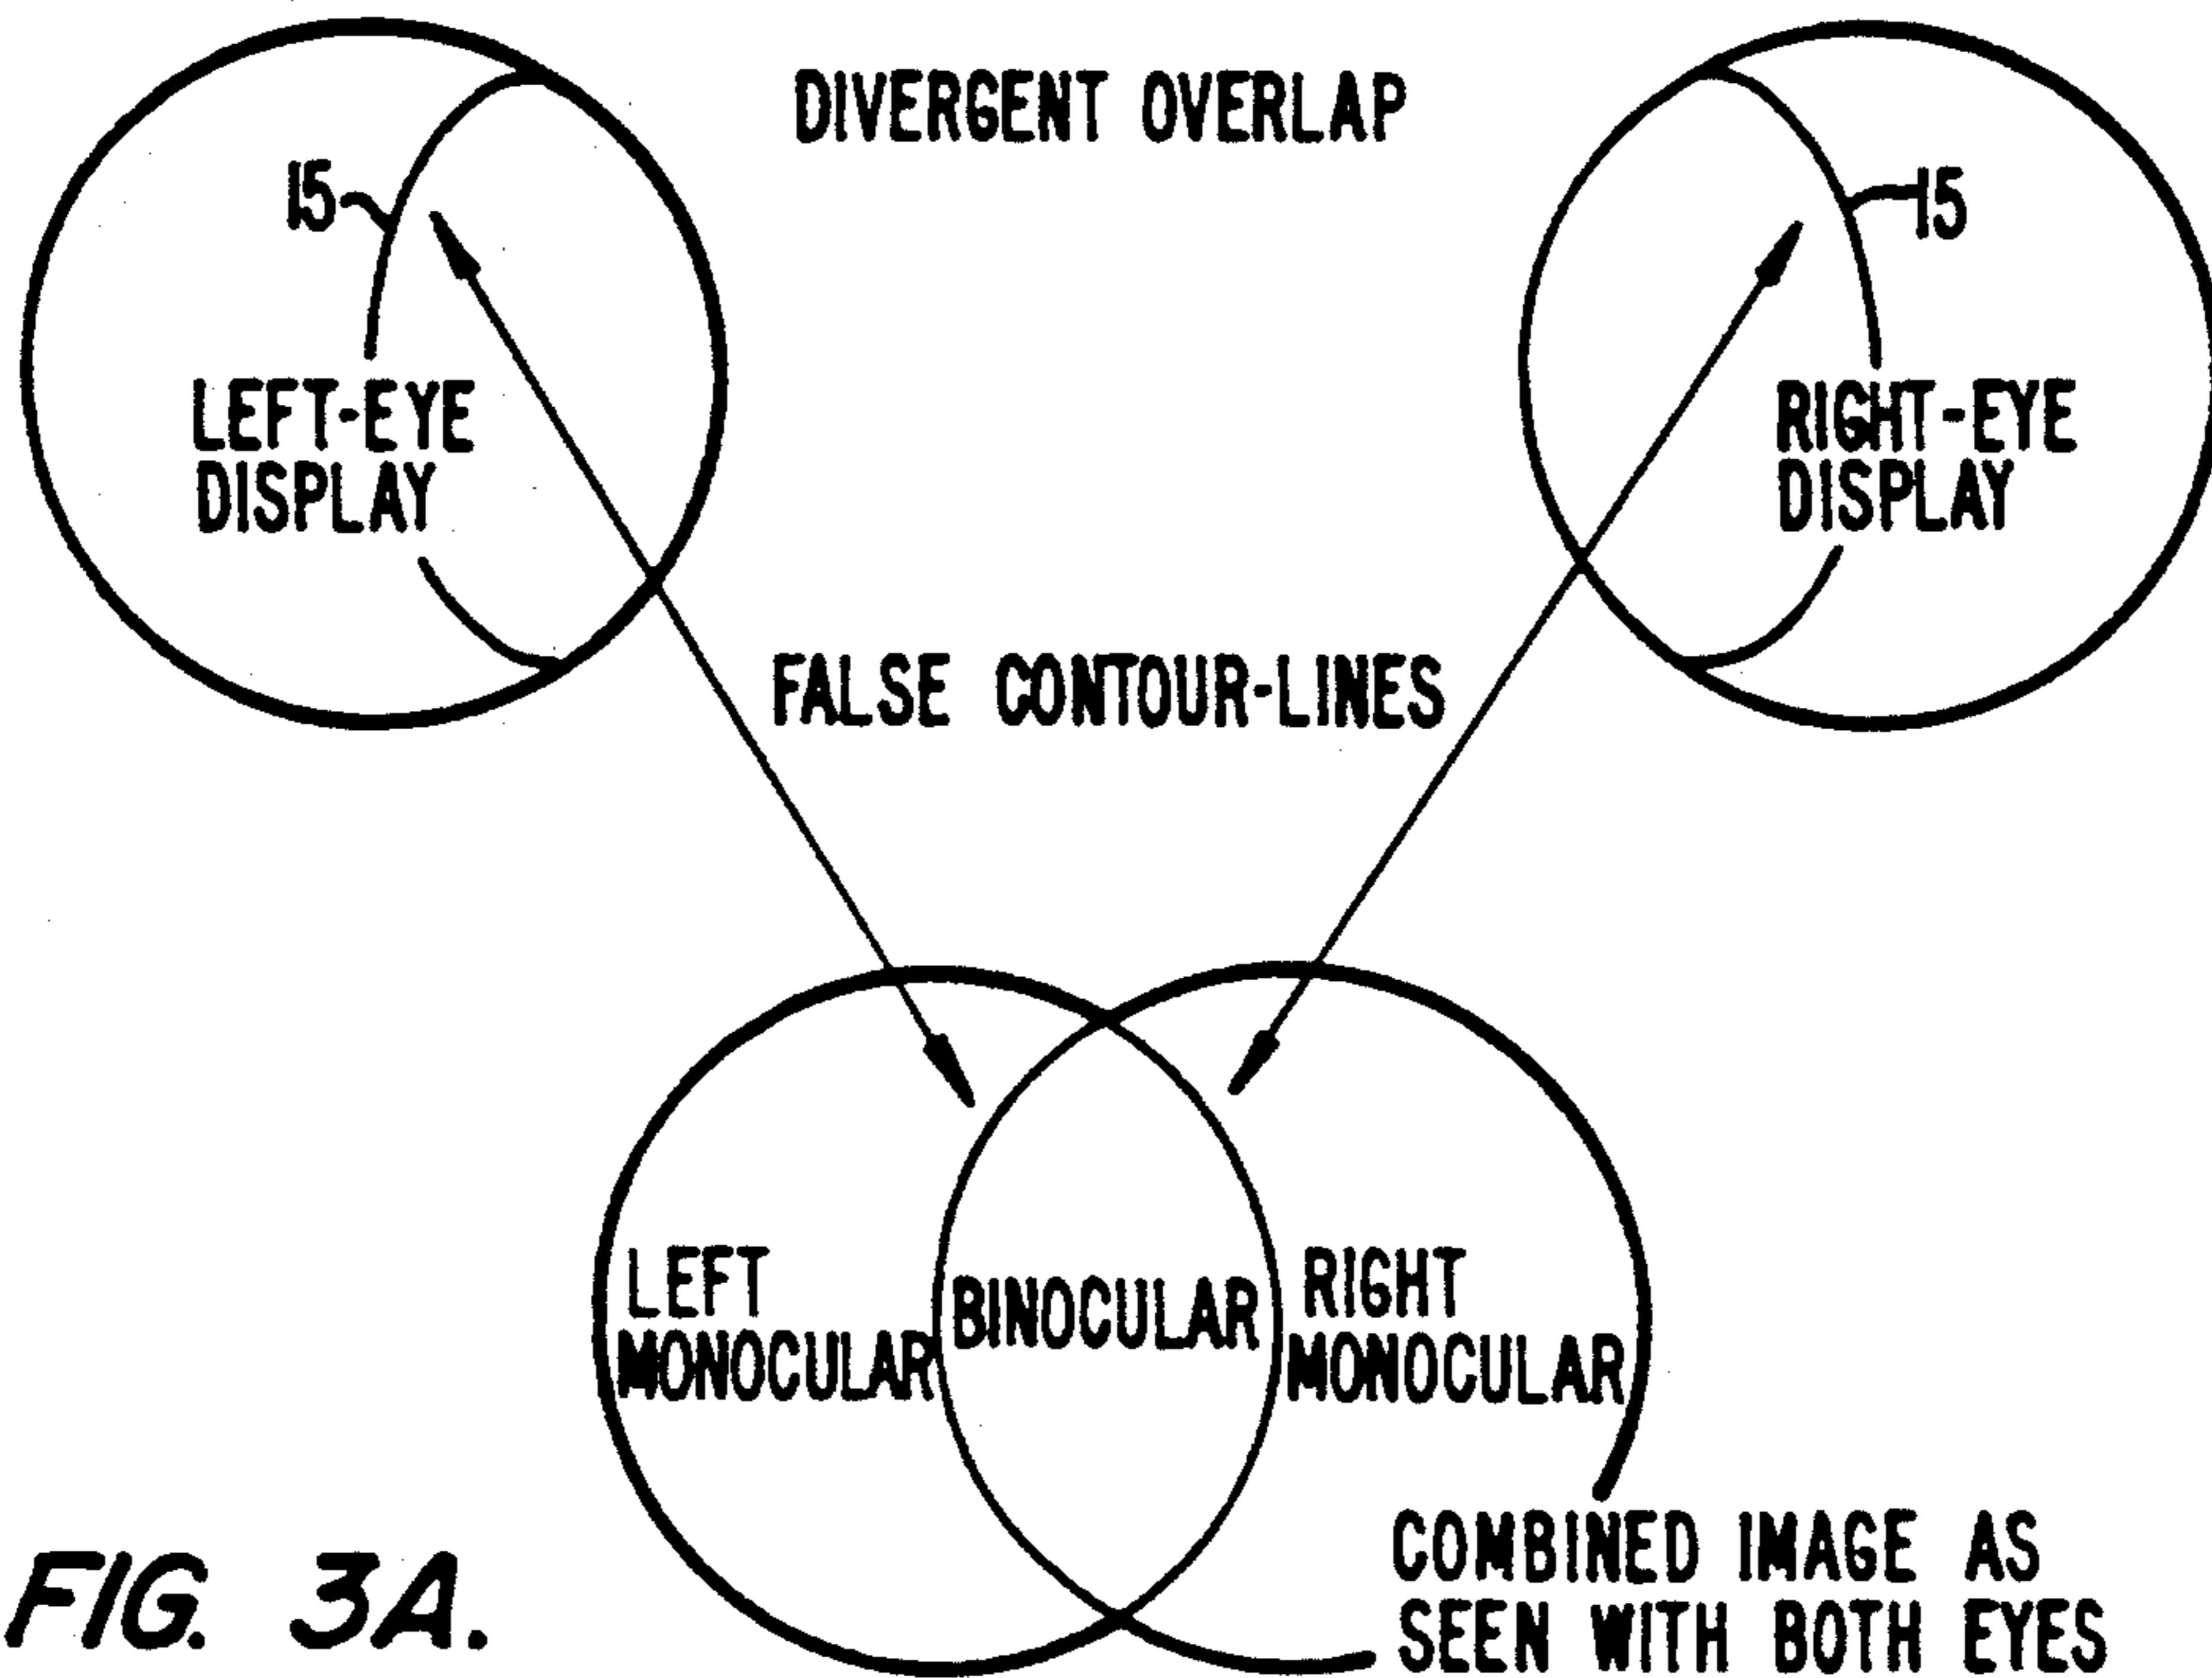 DIVERGENT OVERLAP
15
15
LEFT-EYE
DISPLAY
RIGHT-EYE
DISPLAY
FALSE CONTOUR-LINES
LEFT
MONOCULAR
BINOCULAR
RIGHT
MONOCULAR
COMBINED IMAGE AS
SEEN WITH BOTH EYES
FIG. 3A.